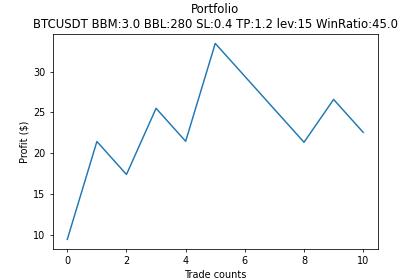 Portfolio
BTCUSDT BBM:3.0 BBL:280 SL:0.4 TP:1.2 lev:15 WinRatio:45.0
30
25
20
15
10
Profit ($)
0 2 4 6 8 10
Trade counts